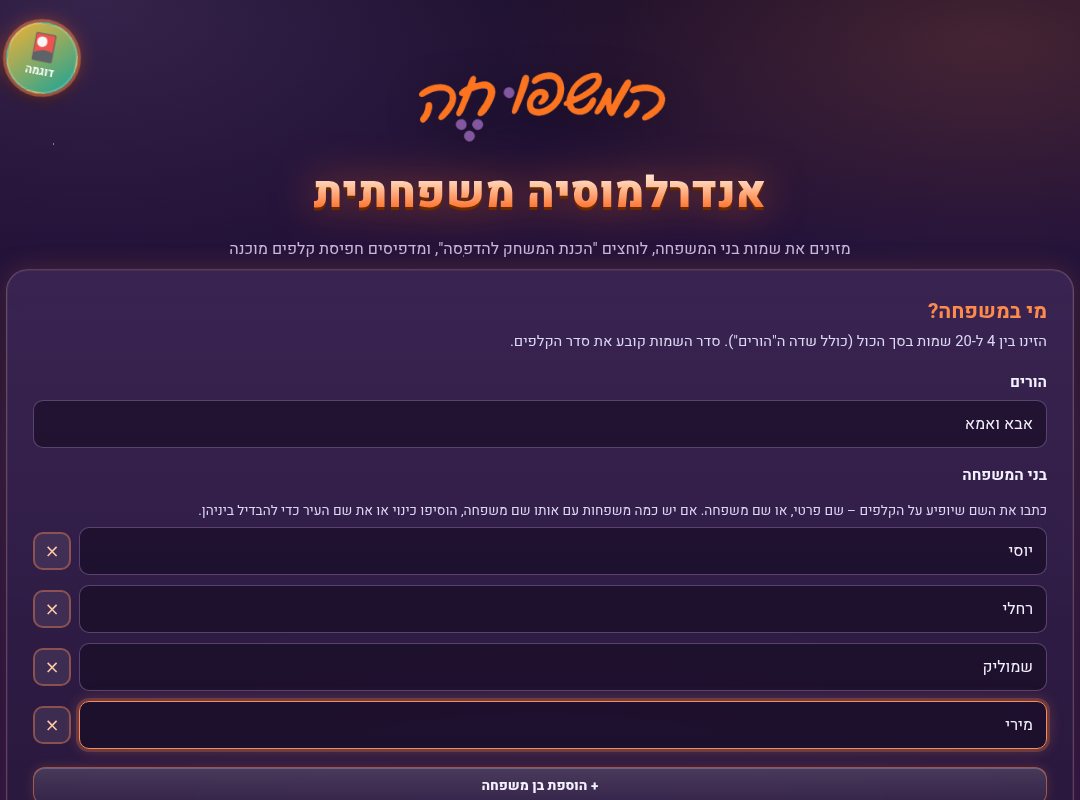 דוגמה
המשפוחה
אנדרלמוסיה משפחתית
מזינים את שמות בני המשפחה, לוחצים "הכנת המשחק להדפסה", ומדפיסים חפיסת קלפים מוכנה
מי במשפחה?
הזינו בין 4 ל-20 שמות בסך הכול (כולל שדה ה"הורים"). סדר השמות קובע את סדר הקלפים.
הורים
אבא ואמא
בני המשפחה
כתבו את השם שיופיע על הקלפים – שם פרטי, או שם משפחה. אם יש כמה משפחות עם אותו שם משפחה, הוסיפו כינוי או את שם העיר כדי להבדיל ביניהן.
יוסי
×
רחלי
×
שמוליק
×
מירי
×
+ הוספת בן משפחה